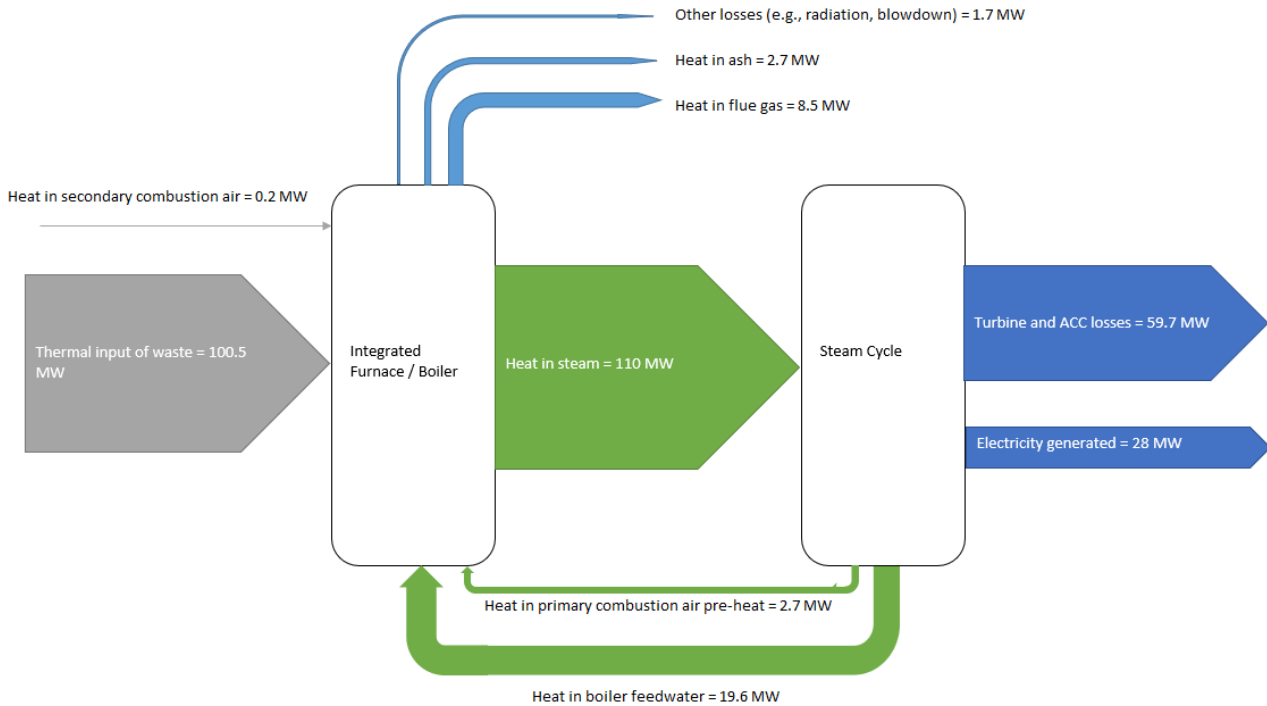 Other losses (e.g., radiation, blowdown) = 1.7 MW
Heat in ash = 2.7 MW
Heat in flue gas = 8.5 MW
Heat in secondary combustion air = 0.2 MW
Thermal input of waste = 100.5
MW
Integrated
Furnace / Boiler
Heat in steam = 110 MW
Steam Cycle
Turbine and ACC losses = 59.7 MW
Electricity generated = 28 MW
Heat in primary combustion air pre-heat = 2.7 MW
Heat in boiler feedwater = 19.6 MW